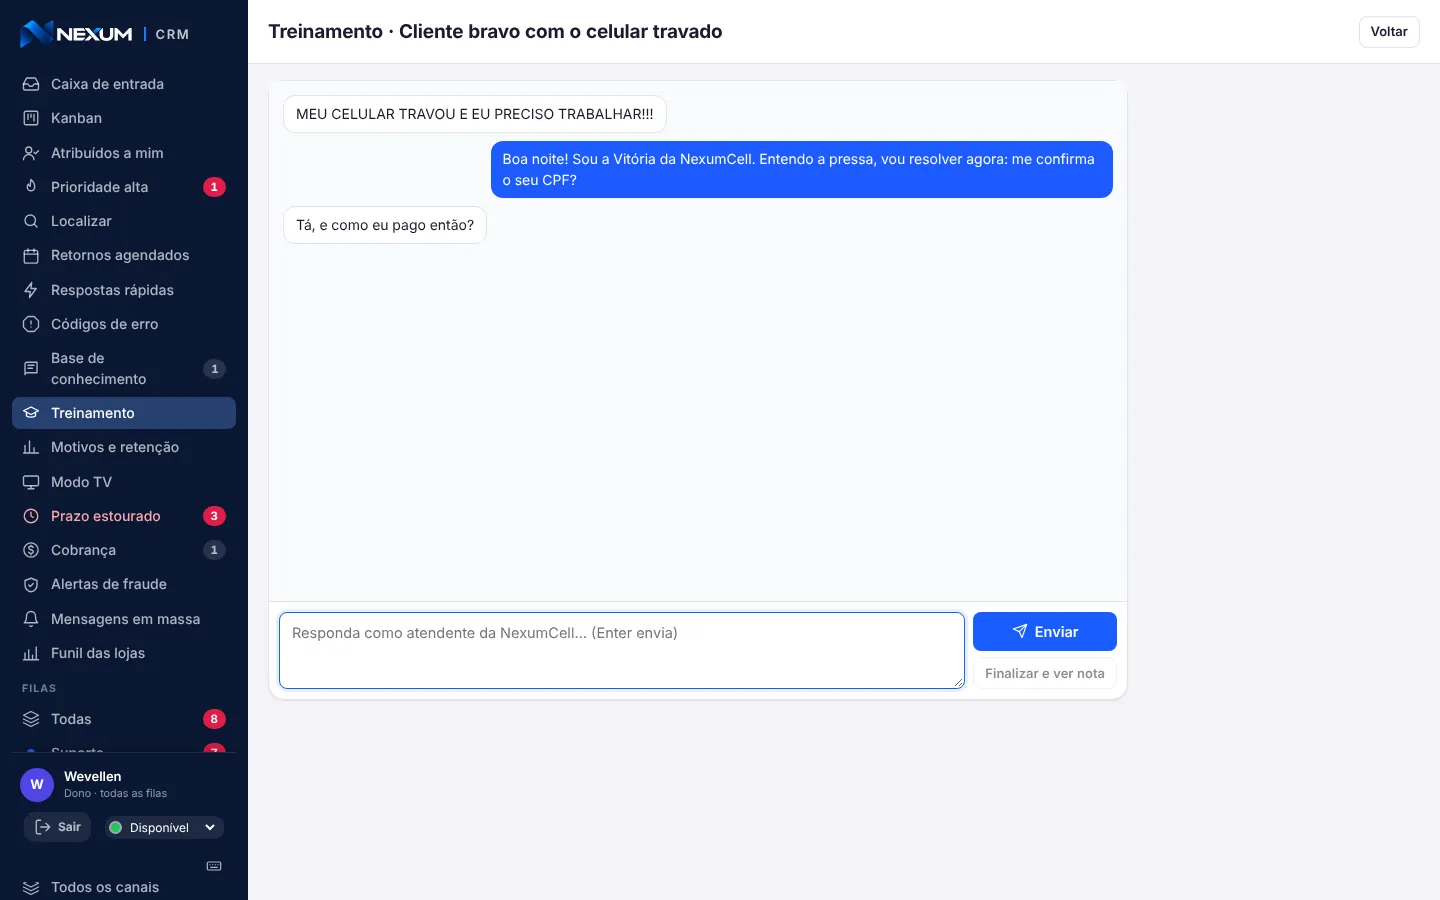 NEXUM | CRM
Caixa de entrada
Kanban
Atribuídos a mim
Prioridade alta 1
Localizar
Retornos agendados
Respostas rápidas
Códigos de erro
Base de
conhecimento 1
Treinamento
Motivos e retenção
Modo TV
Prazo estourado 3
Cobrança 1
Alertas de fraude
Mensagens em massa
Funil das lojas
FILAS
Todas 8
Suporte 7
W
Wevellen
Dono · todas as filas
Sair
Disponível
Todos os canais
Treinamento · Cliente bravo com o celular travado
Voltar
MEU CELULAR TRAVOU E EU PRECISO TRABALHAR!!!
Boa noite! Sou a Vitória da NexumCell. Entendo a pressa, vou resolver agora: me confirma
o seu CPF?
Tá, e como eu pago então?
Responda como atendente da NexumCell... (Enter envia)
Enviar
Finalizar e ver nota